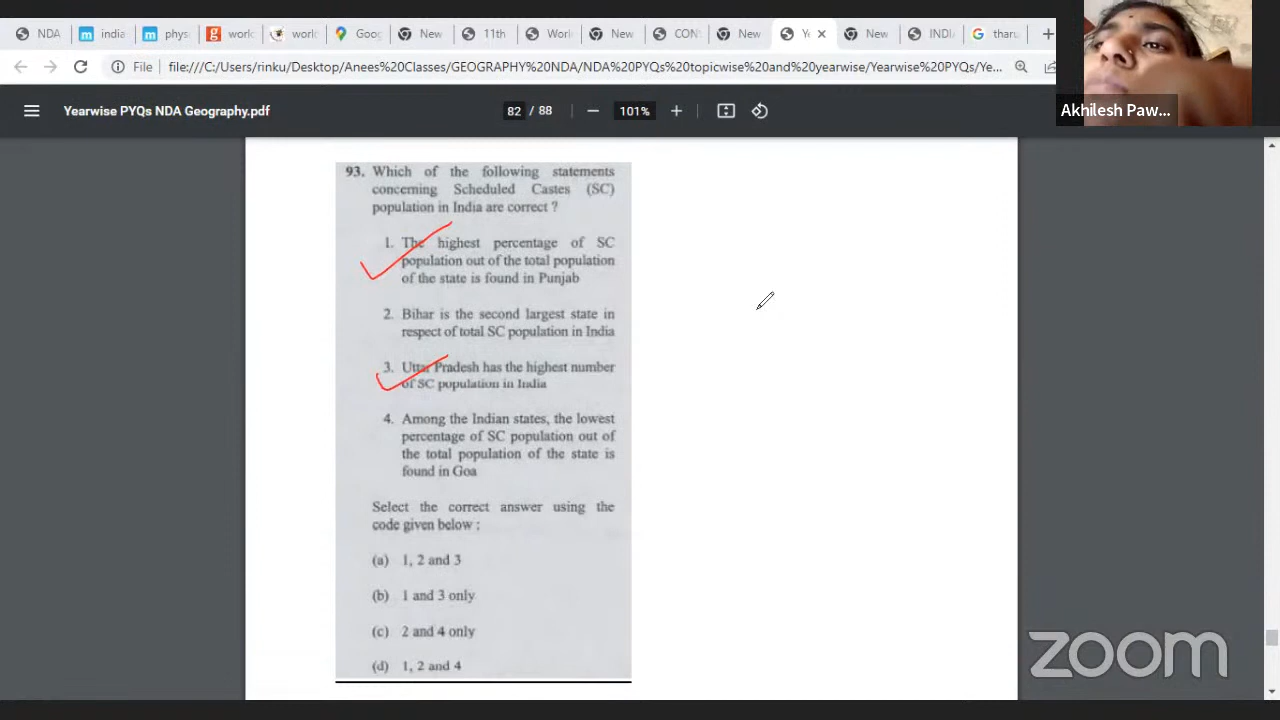 NDA india phys worl worl Goog New 11th Worl New CON New Ye New INDI tharu
File file:///C:/Users/rinku/Desktop/Anees%20Classes/GEOGRAPHY%20NDA/NDA%20PYQs%20topicwise%20and%20yearwise/Yearwise%20PYQs/Ye...
Akhilesh Paw...
Yearwise PYQs NDA Geography.pdf 82 / 88 101%
93. Which of the following statements
concerning Scheduled Castes (SC)
population in India are correct ?
1. The highest percentage of SC
population out of the total population
of the state is found in Punjab
2. Bihar is the second largest state in
respect of total SC population in India
3. Uttar Pradesh has the highest number
of SC population in India
4. Among the Indian states, the lowest
percentage of SC population out of
the total population of the state is
found in Goa
Select the correct answer using the
code given below :
(a) 1, 2 and 3
(b) 1 and 3 only
(c) 2 and 4 only
(d) 1, 2 and 4
zoom